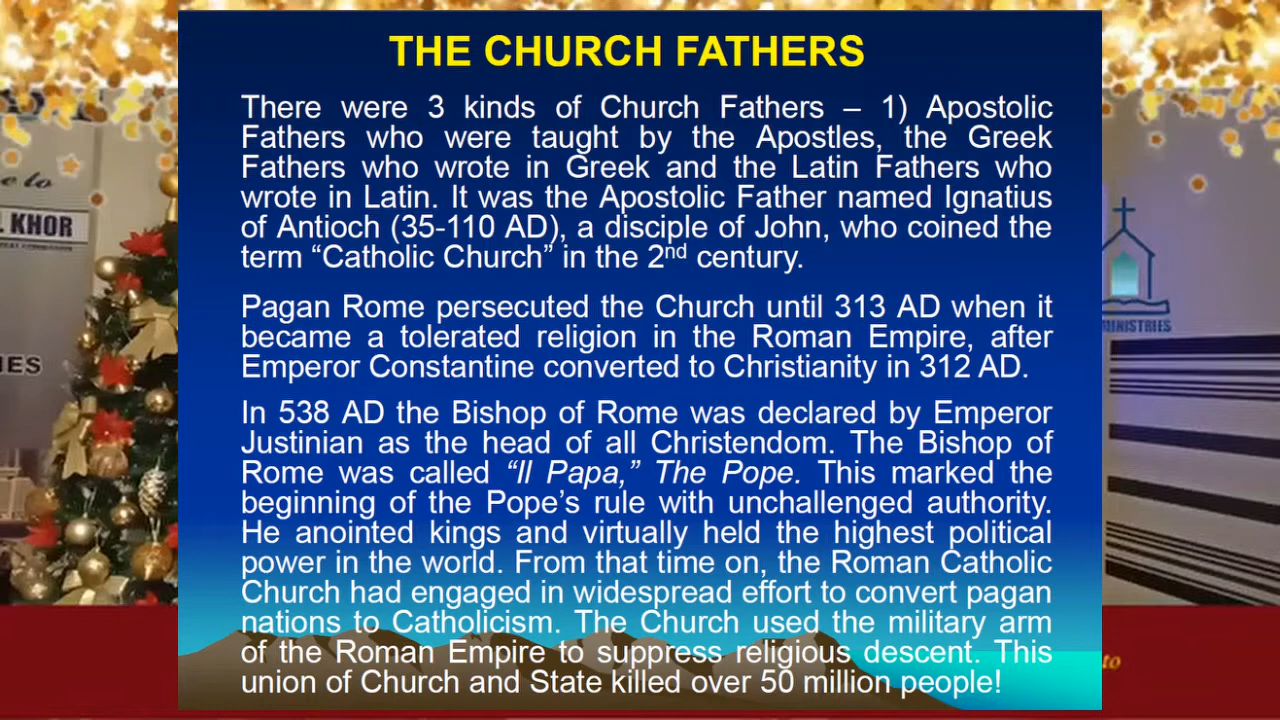 THE CHURCH FATHERS
There were 3 kinds of Church Fathers – 1) Apostolic
Fathers who were taught by the Apostles, the Greek
Fathers who wrote in Greek and the Latin Fathers who
wrote in Latin. It was the Apostolic Father named Ignatius
of Antioch (35-110 AD), a disciple of John, who coined the
term “Catholic Church” in the 2nd century.
Pagan Rome persecuted the Church until 313 AD when it
became a tolerated religion in the Roman Empire, after
Emperor Constantine converted to Christianity in 312 AD.
In 538 AD the Bishop of Rome was declared by Emperor
Justinian as the head of all Christendom. The Bishop of
Rome was called “Il Papa,” The Pope. This marked the
beginning of the Pope’s rule with unchallenged authority.
He anointed kings and virtually held the highest political
power in the world. From that time on, the Roman Catholic
Church had engaged in widespread effort to convert pagan
nations to Catholicism. The Church used the military arm
of the Roman Empire to suppress religious descent. This
union of Church and State killed over 50 million people!
KHOR
MINISTRIES
to